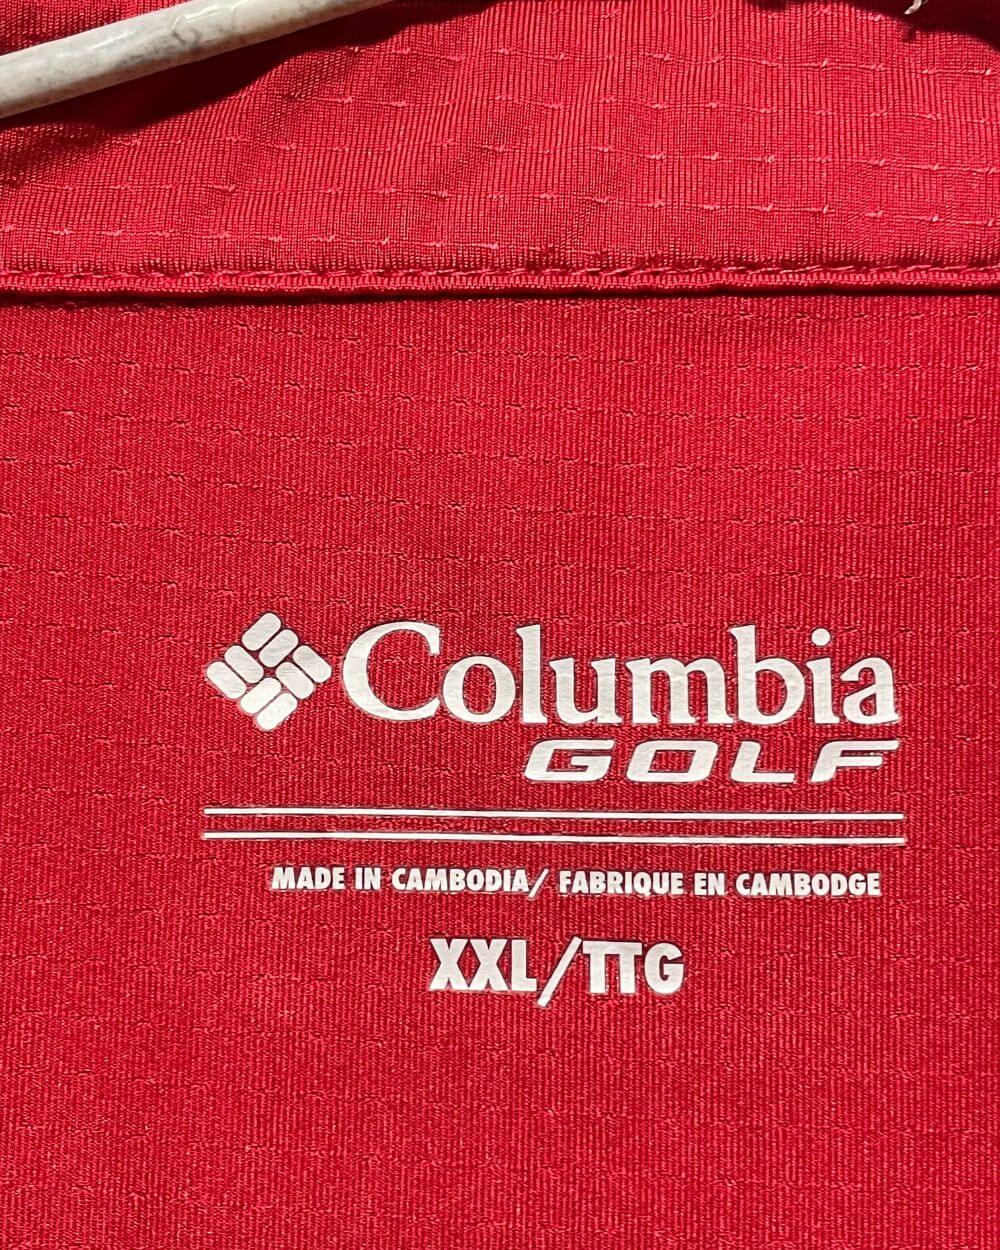 Columbia
GOLF
MADE IN CAMBODIA/ FABRIQUE EN CAMBODGE
XXL/TTG